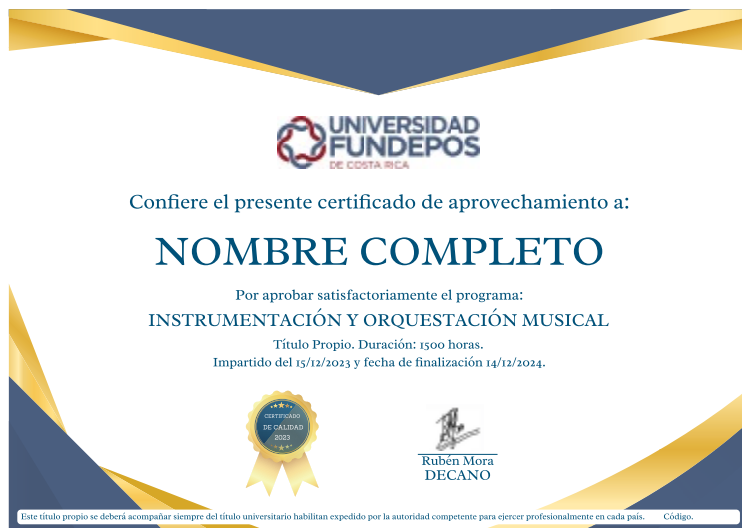 UNIVERSIDAD
FUNDEPOS
DE COSTA RICA
Confiere el presente certificado de aprovechamiento a:
NOMBRE COMPLETO
Por aprobar satisfactoriamente el programa:
INSTRUMENTACIÓN Y ORQUESTACIÓN MUSICAL
Título Propio. Duración: 1500 horas.
Impartido del 15/12/2023 y fecha de finalización 14/12/2024.
CERTIFICADO
DE CALIDAD
2023
Rubén Mora
DECANO
Este título propio se deberá acompañar siempre del título universitario habilitan expedido por la autoridad competente para ejercer profesionalmente en cada país. Código.